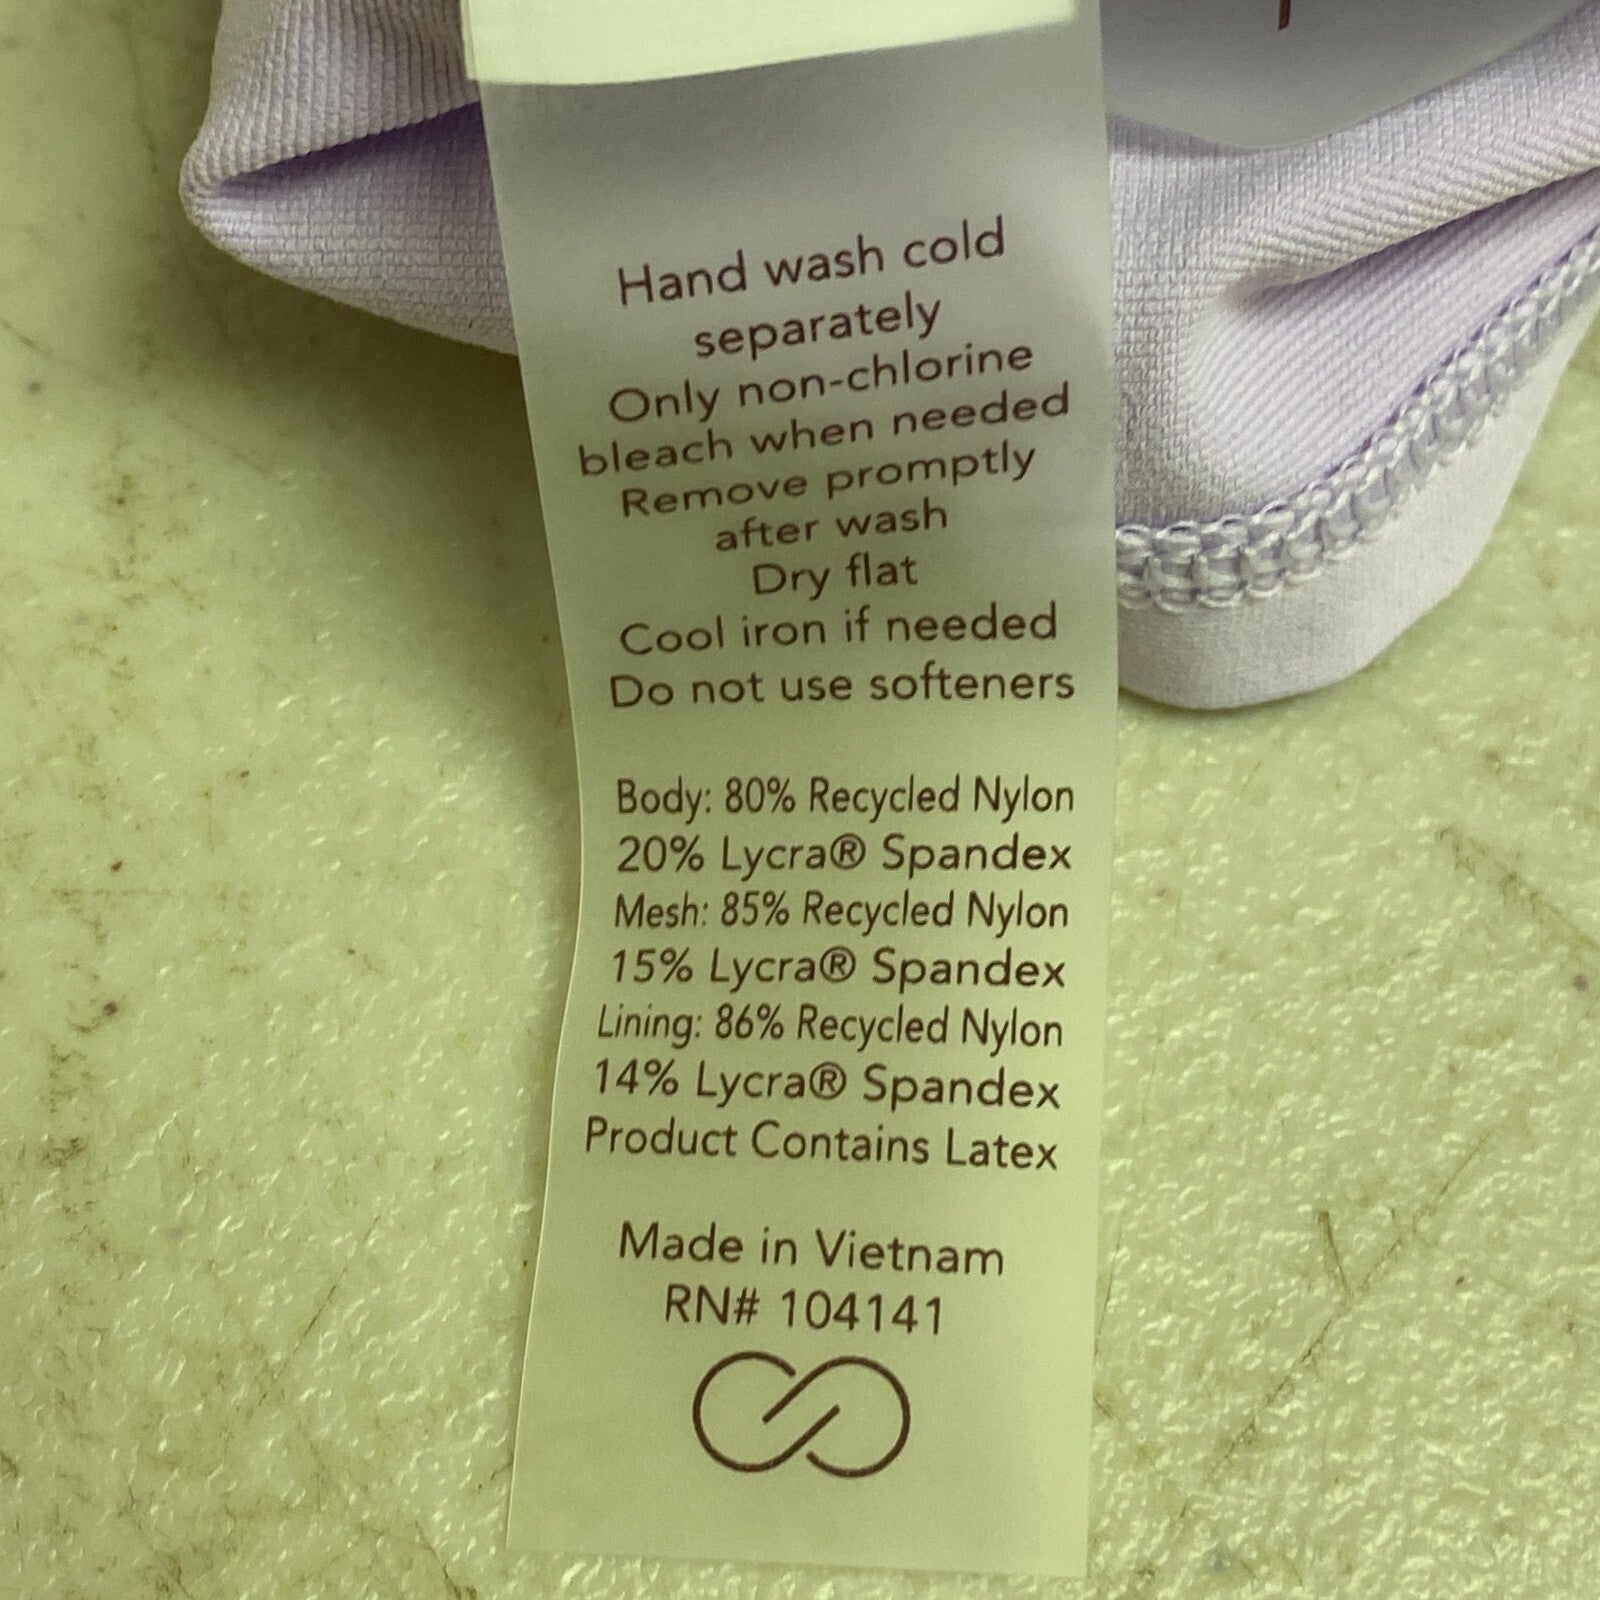 Hand wash cold
separately
Only non-chlorine
bleach when needed
Remove promptly
after wash
Dry flat
Cool iron if needed
Do not use softeners
Body: 80% Recycled Nylon
20% Lycra® Spandex
Mesh: 85% Recycled Nylon
15% Lycra® Spandex
Lining: 86% Recycled Nylon
14% Lycra® Spandex
Product Contains Latex
Made in Vietnam
RN# 104141